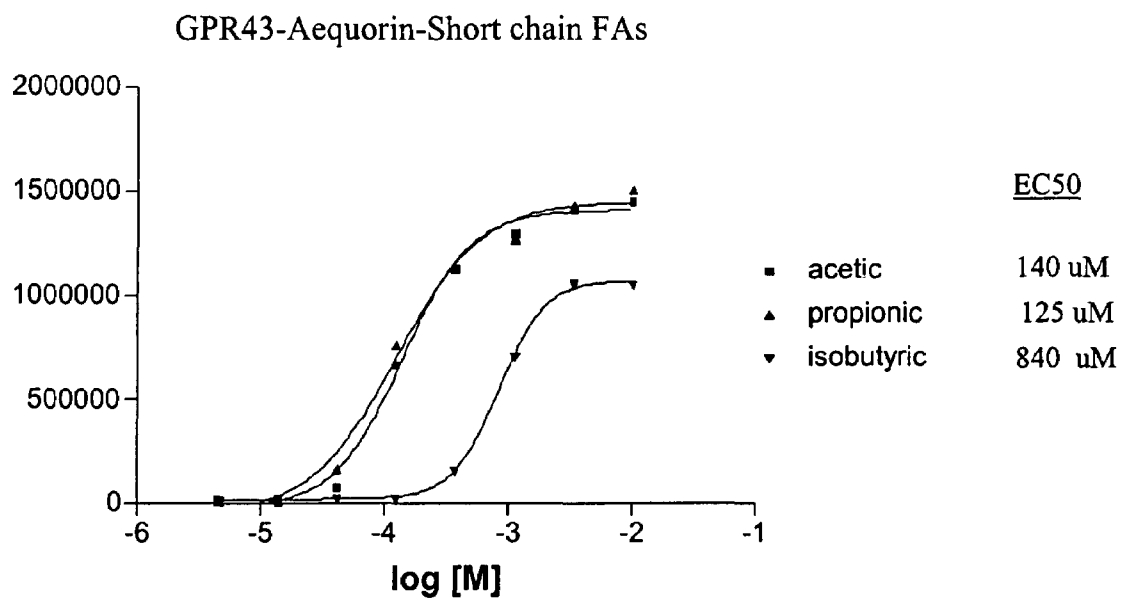 GPR43-Aequorin-Short chain FAs
2000000
1500000
1000000
500000
0
-6 -5 -4 -3 -2 -1
log [M]
EC50
acetic 140 uM
propionic 125 uM
isobutyric 840 uM